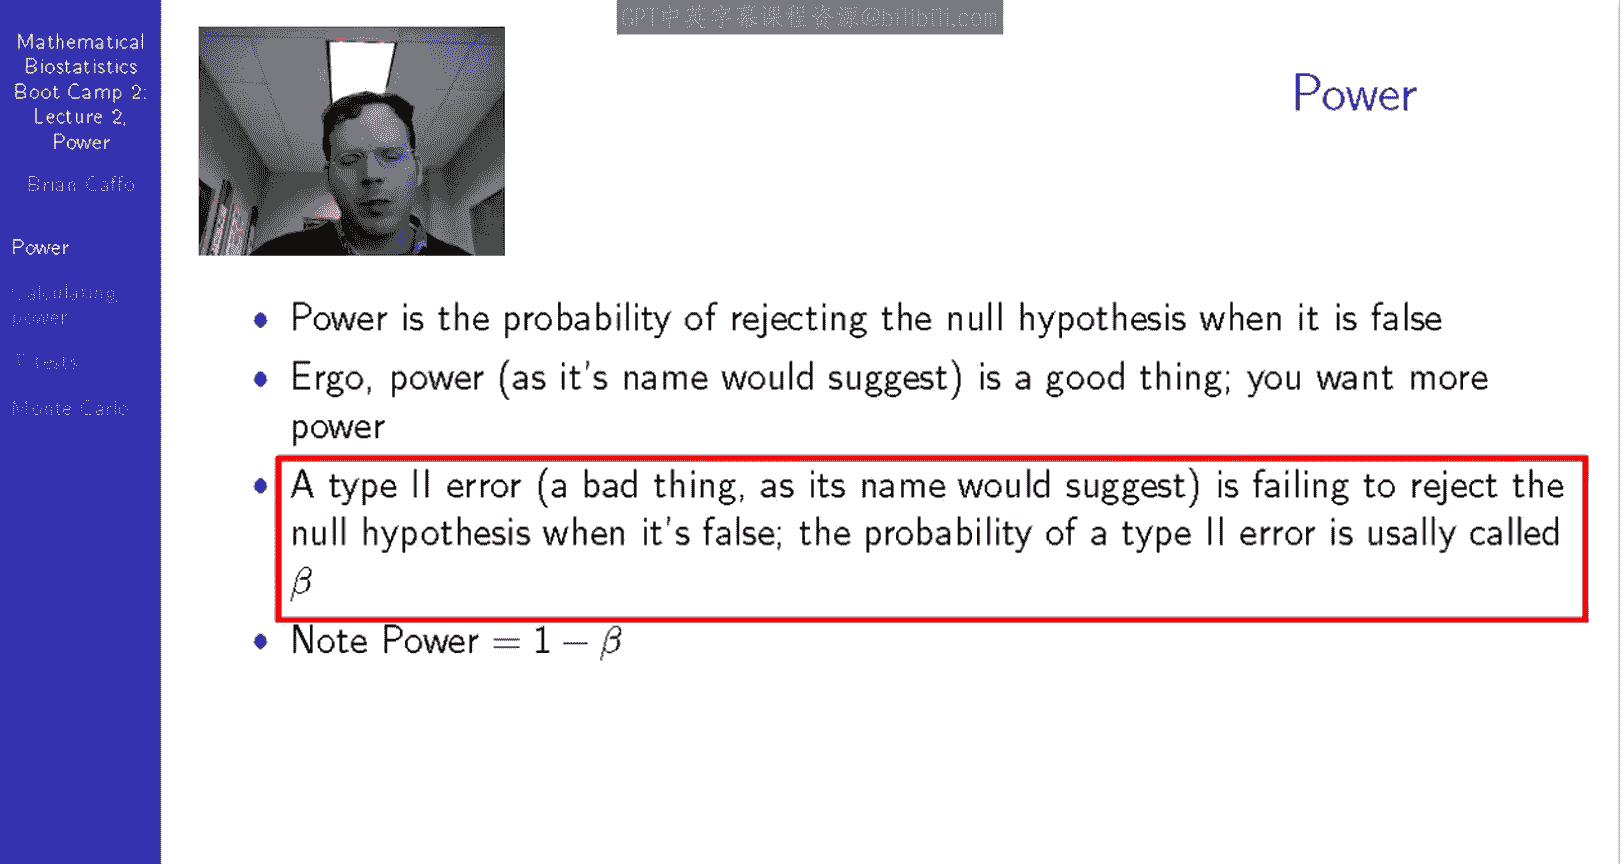 GPT中英字幕课程资源@bilibili.com
Mathematical
Biostatistics
Boot Camp 2:
Lecture 2,
Power
Brian Caffo
Power
Calculating
power
T tests
Monte Carlo
Power
• Power is the probability of rejecting the null hypothesis when it is false
• Ergo, power (as it's name would suggest) is a good thing; you want more
power
• A type II error (a bad thing, as its name would suggest) is failing to reject the
null hypothesis when it's false; the probability of a type II error is usally called
β
• Note Power = 1 − β